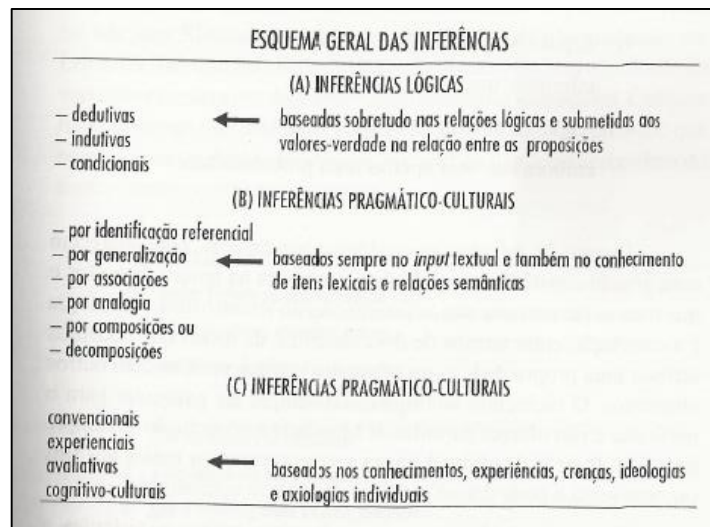 ESQUEMA GERAL DAS INFERÊNCIAS
(A) INFERÊNCIAS LÓGICAS
– dedutivas
– indutivas
– condicionais
baseadas sobretudo nas relações lógicas e submetidas aos
valores-verdade na relação entre as proposições
(B) INFERÊNCIAS PRAGMÁTICO-CULTURAIS
– por identificação referencial
– por generalização
– por associações
– por analogia
– por composições ou
– decomposições
baseados sempre no input textual e também no conhecimento
de itens lexicais e relações semânticas
(C) INFERÊNCIAS PRAGMÁTICO-CULTURAIS
convencionais
experienciais
avaliativas
cognitivo-culturais
baseados nos conhecimentos, experiências, crenças, ideologias
e axiologias individuais